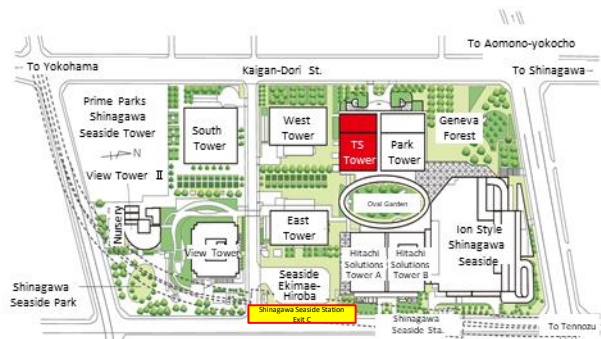 To Aomono-yokocho
To Yokohama
Kaigan-Dori St.
To Shinagawa
Prime Parks
Shinagawa
Seaside Tower
N
View Tower Ⅱ
South
Tower
West
Tower
TS
Tower
Park
Tower
Geneva
Forest
Nursery
View Tower
East
Tower
Oval Garden
Hitachi
Solutions
Tower A
Hitachi
Solutions
Tower B
Ion Style
Shinagawa
Seaside
Seaside
Ekimae-
Hiroba
Shinagawa
Seaside Park
Shinagawa Seaside Station
Exit C
Shinagawa
Seaside Sta.
To Tennozu